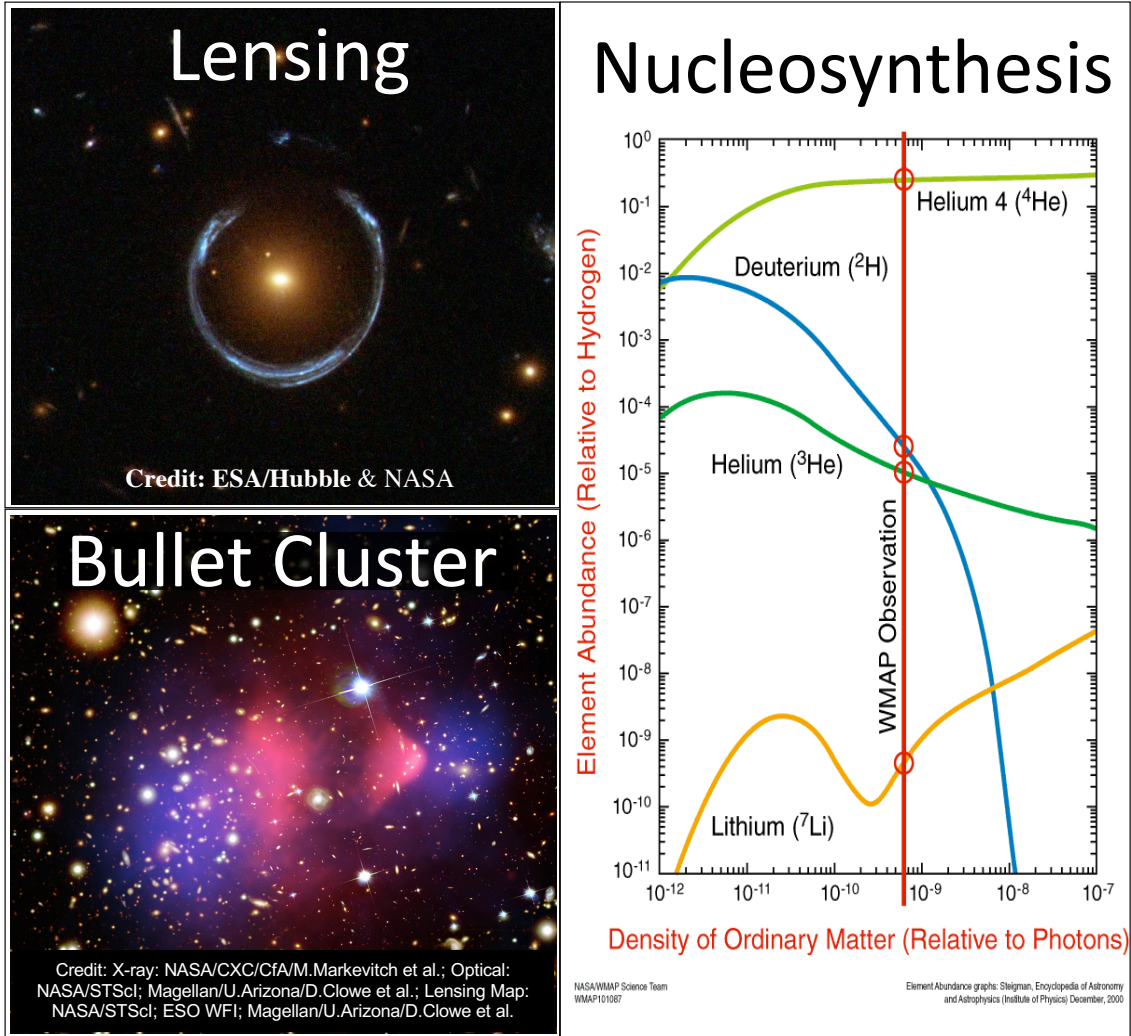 Lensing
Credit: ESA/Hubble & NASA
Bullet Cluster
Credit: X-ray: NASA/CXC/CfA/M.Markevitch et al.; Optical:
NASA/STScI; Magellan/U.Arizona/D.Clowe et al.; Lensing Map:
NASA/STScI; ESO WFI; Magellan/U.Arizona/D.Clowe et al.
Nucleosynthesis
Element Abundance (Relative to Hydrogen)
10⁰
10⁻¹
10⁻²
10⁻³
10⁻⁴
10⁻⁵
10⁻⁶
10⁻⁷
10⁻⁸
10⁻⁹
10⁻¹⁰
10⁻¹¹
Helium 4 (⁴He)
Deuterium (²H)
Helium (³He)
WMAP Observation
Lithium (⁷Li)
10⁻¹² 10⁻¹¹ 10⁻¹⁰ 10⁻⁹ 10⁻⁸ 10⁻⁷
Density of Ordinary Matter (Relative to Photons)
NASA/WMAP Science Team
WMAP101087
Element Abundance graphs: Steigman, Encyclopedia of Astronomy
and Astrophysics (Institute of Physics) December, 2000